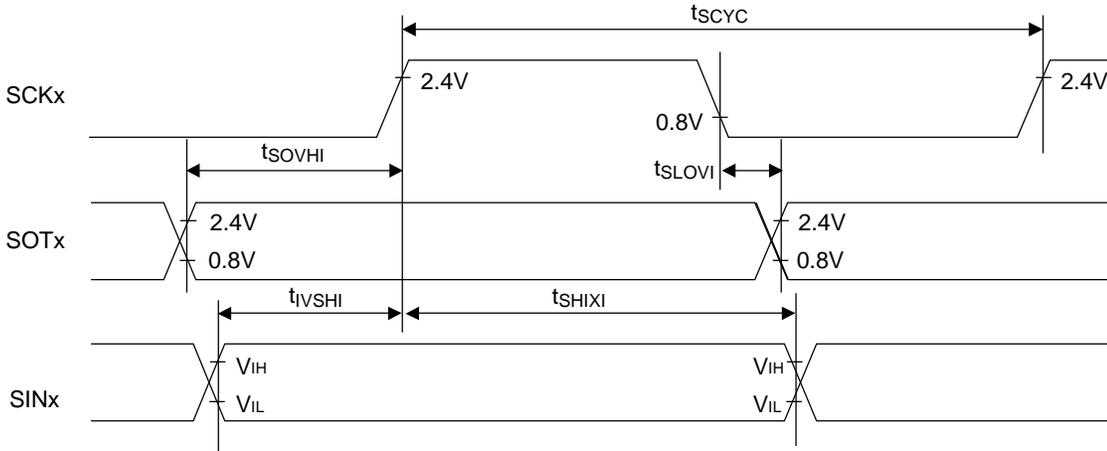 tSCYC
SCKx
2.4V
0.8V
2.4V
tSOVHI
tSLOVI
SOTx
2.4V
2.4V
0.8V
0.8V
tIVSHI
tSHIXI
SINx
VIH
VIH
VIL
VIL